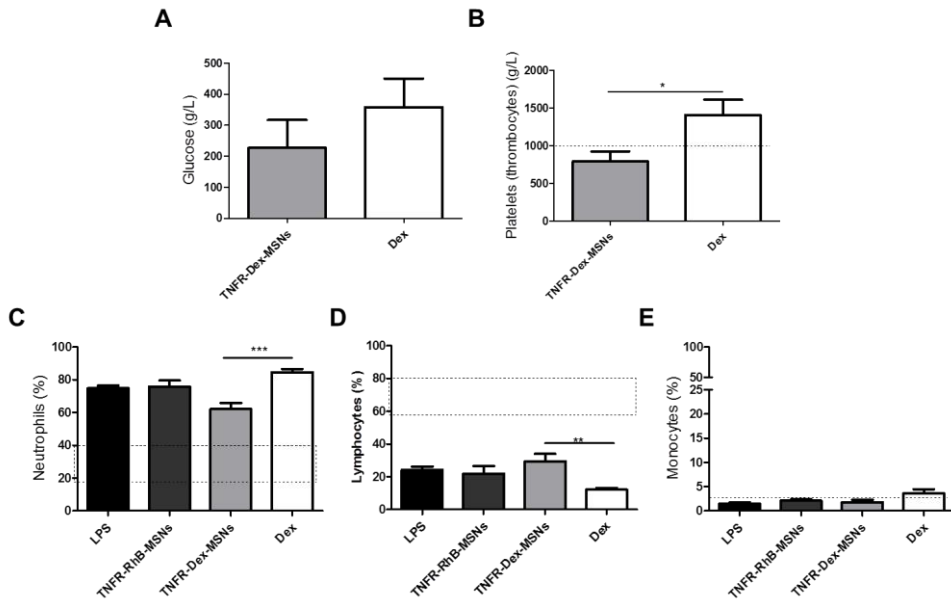 A
Glucose (g/L)
500
400
300
200
100
0
TNFR-Dex-MSNs
Dex
B
Platelets (thrombocytes) (g/L)
2000
1500
1000
500
0
*
TNFR-Dex-MSNs
Dex
C
Neutrophils (%)
100
80
60
40
20
0
***
LPS
TNFR-RhB-MSNs
TNFR-Dex-MSNs
Dex
D
Lymphocytes (%)
100
80
60
40
20
0
**
LPS
TNFR-RhB-MSNs
TNFR-Dex-MSNs
Dex
E
Monocytes (%)
100
50
25
20
15
10
5
0
LPS
TNFR-RhB-MSNs
TNFR-Dex-MSNs
Dex